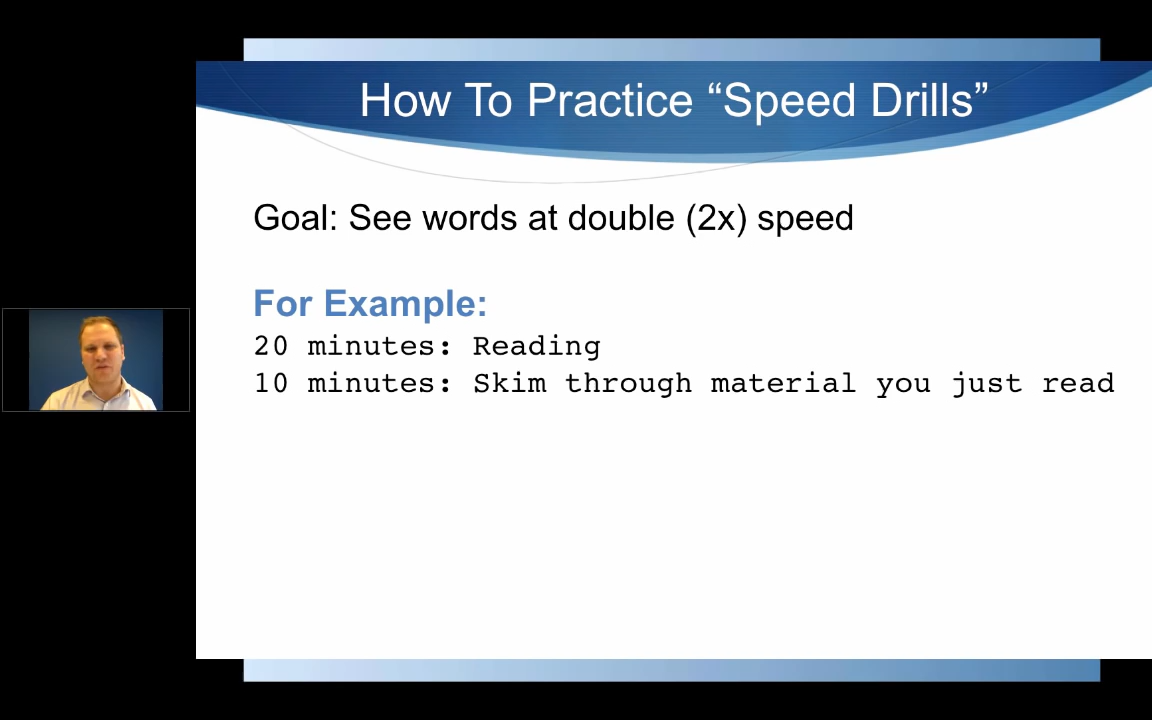 How To Practice “Speed Drills”
Goal: See words at double (2x) speed
For Example:
20 minutes: Reading
10 minutes: Skim through material you just read